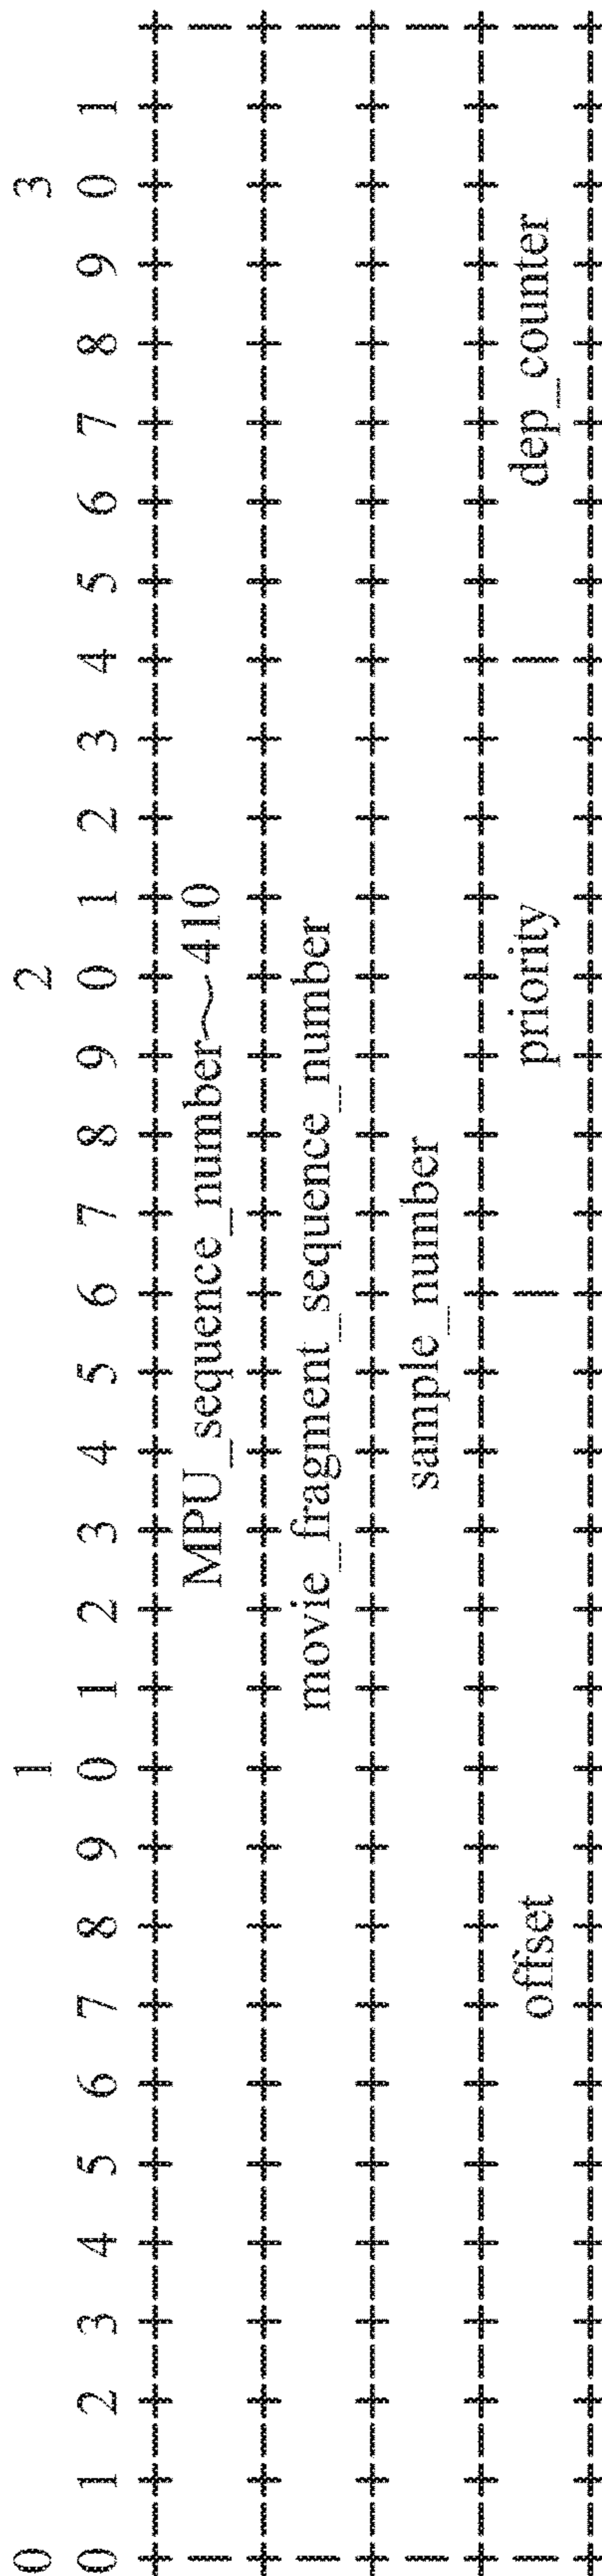 0 1 2 3
0 1 2 3 4 5 6 7 8 9 0 1 2 3 4 5 6 7 8 9 0 1 2 3 4 5 6 7 8 9 0 1
MPU_sequence_number~410
movie_fragment_sequence_number
sample_number
offset | priority | dep_counter